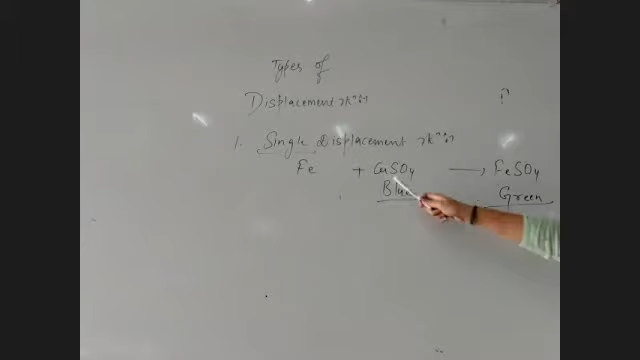 Types of
Displacement rxn
1. Single Displacement rxn
Fe + CuSO4 → FeSO4
Blue Green